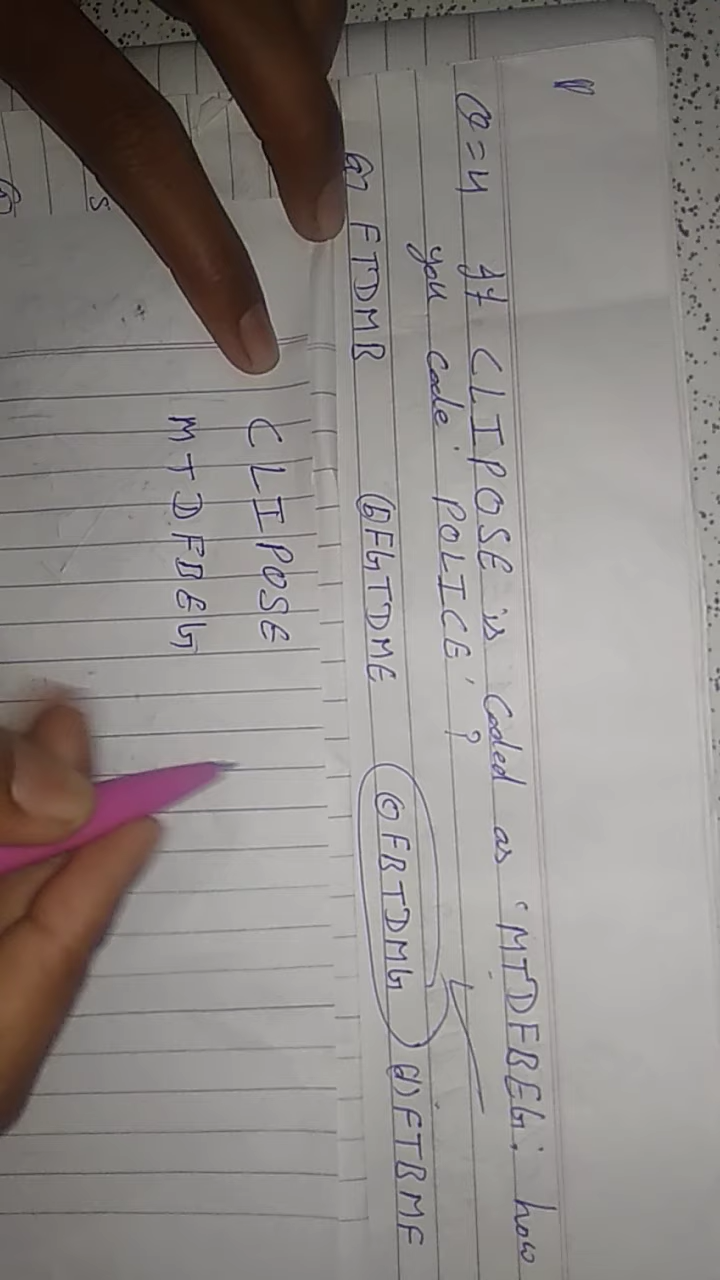 Q=4 If CLIPOSE is Coded as 'MTDFBEG; how
you Code 'POLICE' ?
(a) FTDMB (b) FGTDME (c) FBTDMG (d) FTBMF
CLIPOSE
MTDFBEG
S